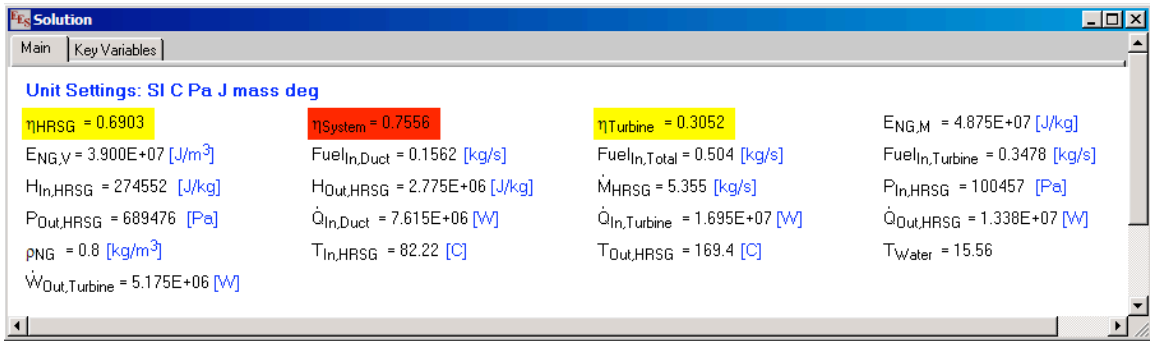 EES Solution
Main Key Variables
Unit Settings: SI C Pa J mass deg
ηHRSG = 0.6903 ηSystem = 0.7556 ηTurbine = 0.3052 ENG,M = 4.875E+07 [J/kg]
ENG,V = 3.900E+07 [J/m³] FuelIn,Duct = 0.1562 [kg/s] FuelIn,Total = 0.504 [kg/s] FuelIn,Turbine = 0.3478 [kg/s]
HIn,HRSG = 274552 [J/kg] HOut,HRSG = 2.775E+06 [J/kg] ṀHRSG = 5.355 [kg/s] PIn,HRSG = 100457 [Pa]
POut,HRSG = 689476 [Pa] Q̇In,Duct = 7.615E+06 [W] Q̇In,Turbine = 1.695E+07 [W] Q̇Out,HRSG = 1.338E+07 [W]
ρNG = 0.8 [kg/m³] TIn,HRSG = 82.22 [C] TOut,HRSG = 169.4 [C] TWater = 15.56
ẆOut,Turbine = 5.175E+06 [W]